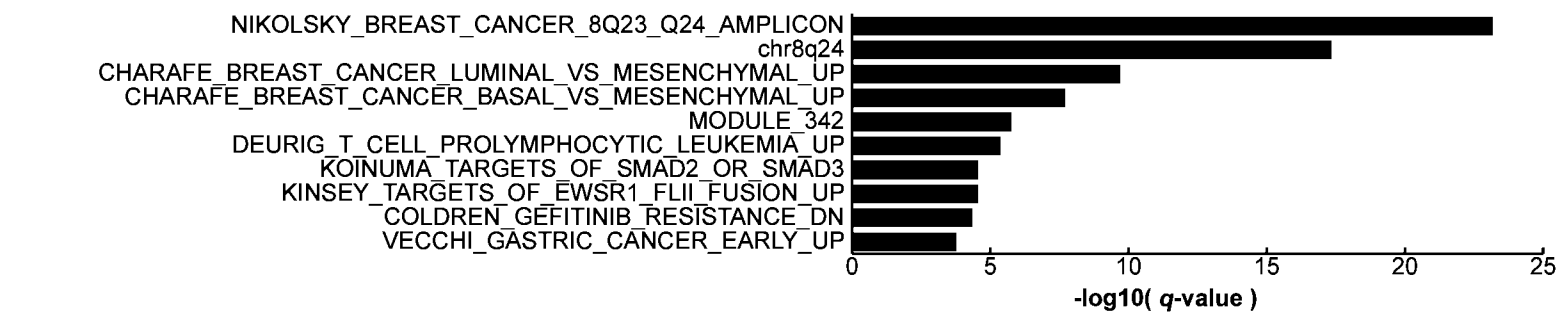 NIKOLSKY_BREAST_CANCER_8Q23_Q24_AMPLICON
chr8q24
CHARAFE_BREAST_CANCER_LUMINAL_VS_MESENCHYMAL_UP
CHARAFE_BREAST_CANCER_BASAL_VS_MESENCHYMAL_UP
MODULE_342
DEURIG_T_CELL_PROLYMPHOCYTIC_LEUKEMIA_UP
KOINUMA_TARGETS_OF_SMAD2_OR_SMAD3
KINSEY_TARGETS_OF_EWSR1_FLII_FUSION_UP
COLDREN_GEFITINIB_RESISTANCE_DN
VECCHI_GASTRIC_CANCER_EARLY_UP
0 5 10 15 20 25
-log10( q-value )